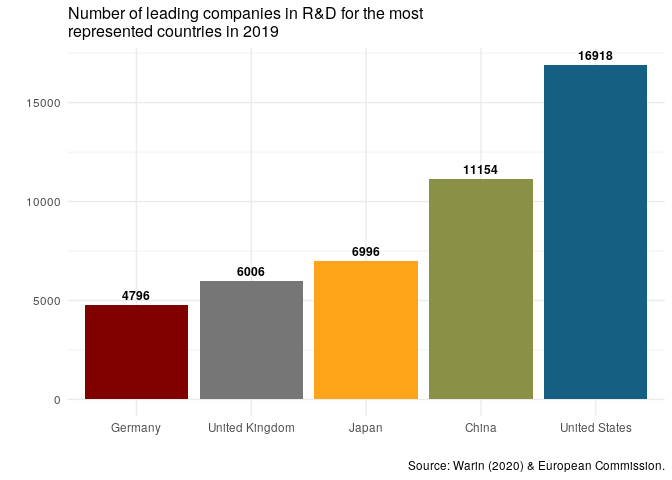 Number of leading companies in R&D for the most
represented countries in 2019
16918
15000
11154
10000
6996
6006
5000
4796
0
Germany United Kingdom Japan China United States
Source: Warin (2020) & European Commission.